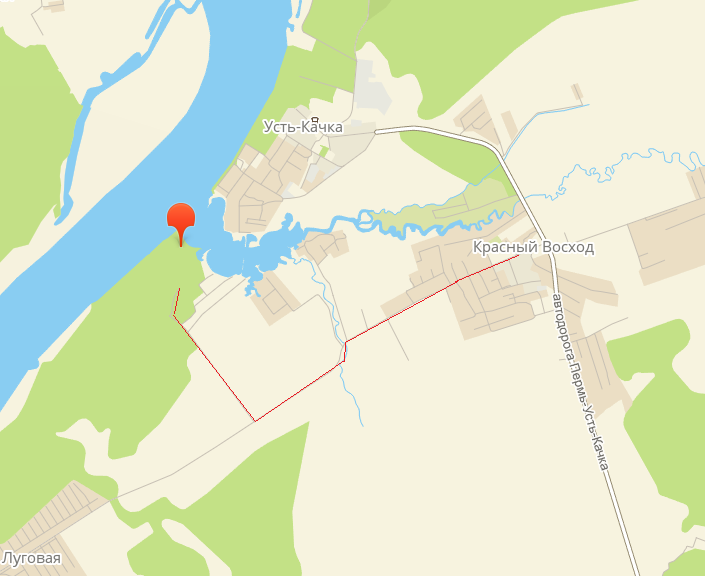 Усть-Качка
Красный Восход
автодорога Пермь-Усть-Качка
Луговая